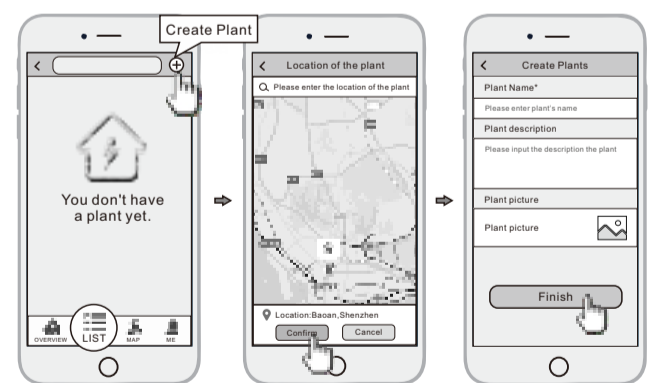 Create Plant
You don't have
a plant yet.
OVERVIEW
LIST
MAP
ME
Location of the plant
Please enter the location of the plant
Location:Baoan,Shenzhen
Confirm
Cancel
Create Plants
Plant Name*
Please enter plant's name
Plant description
Please input the description the plant
Plant picture
Plant picture
Finish